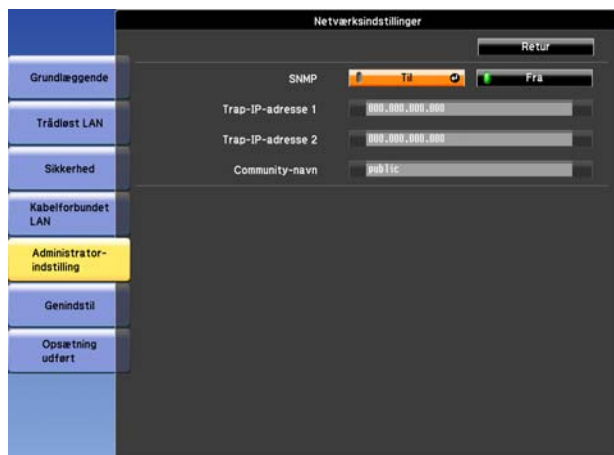 Netværksindstillinger
Retur
Grundlæggende
Trådløst LAN
Sikkerhed
Kabelforbundet
LAN
Administrator-
indstilling
Genindstil
Opsætning
udført
SNMP Til Fra
Trap-IP-adresse 1 000.000.000.000
Trap-IP-adresse 2 000.000.000.000
Community-navn public